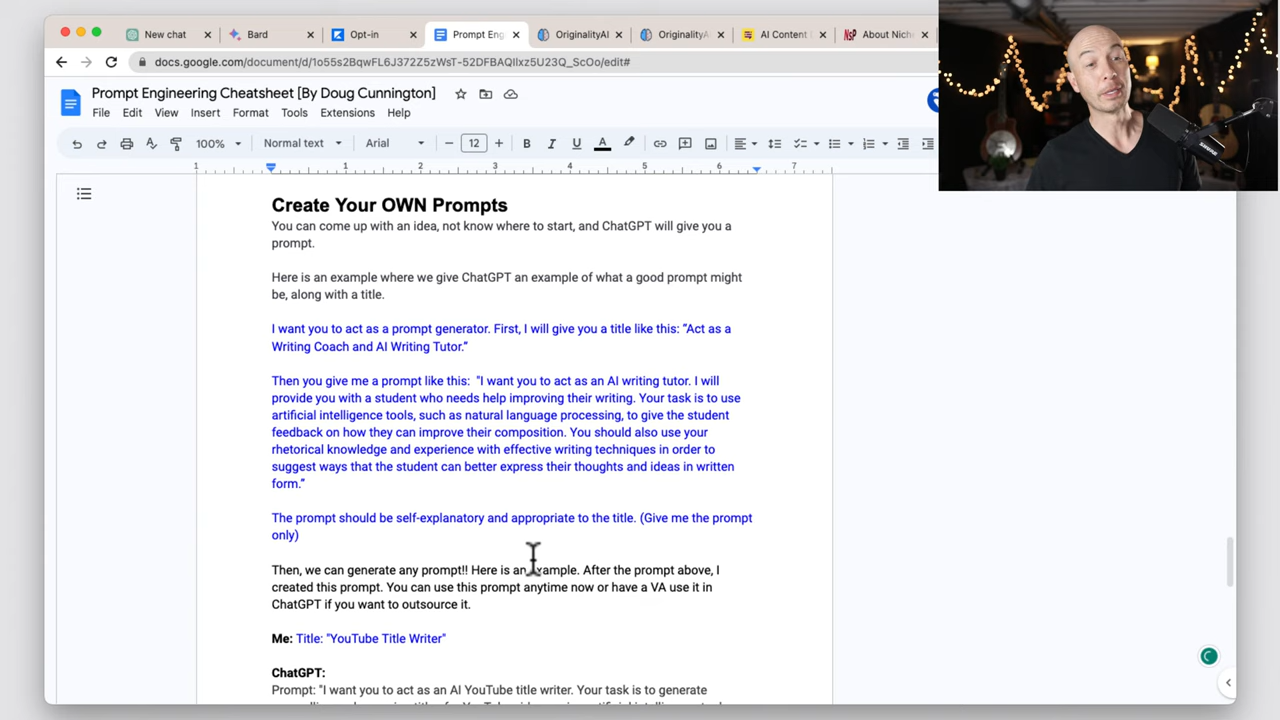 New chat
Bard
Opt-in
Prompt Eng
OriginalityAI
OriginalityA
AI Content
NSP About Nich
docs.google.com/document/d/1o55s2BqwFL6J372Z5zWsT-52DFBAQIlxz5U23Q_ScOo/edit#
Prompt Engineering Cheatsheet [By Doug Cunnington]
File Edit View Insert Format Tools Extensions Help
100% Normal text Arial 12 B I U A
1 1 2 3 4 5 6 7
Create Your OWN Prompts
You can come up with an idea, not know where to start, and ChatGPT will give you a
prompt.
Here is an example where we give ChatGPT an example of what a good prompt might
be, along with a title.
I want you to act as a prompt generator. First, I will give you a title like this: "Act as a
Writing Coach and AI Writing Tutor."
Then you give me a prompt like this: "I want you to act as an AI writing tutor. I will
provide you with a student who needs help improving their writing. Your task is to use
artificial intelligence tools, such as natural language processing, to give the student
feedback on how they can improve their composition. You should also use your
rhetorical knowledge and experience with effective writing techniques in order to
suggest ways that the student can better express their thoughts and ideas in written
form."
The prompt should be self-explanatory and appropriate to the title. (Give me the prompt
only)
Then, we can generate any prompt!! Here is an example. After the prompt above, I
created this prompt. You can use this prompt anytime now or have a VA use it in
ChatGPT if you want to outsource it.
Me: Title: "YouTube Title Writer"
ChatGPT:
Prompt: "I want you to act as an AI YouTube title writer. Your task is to generate